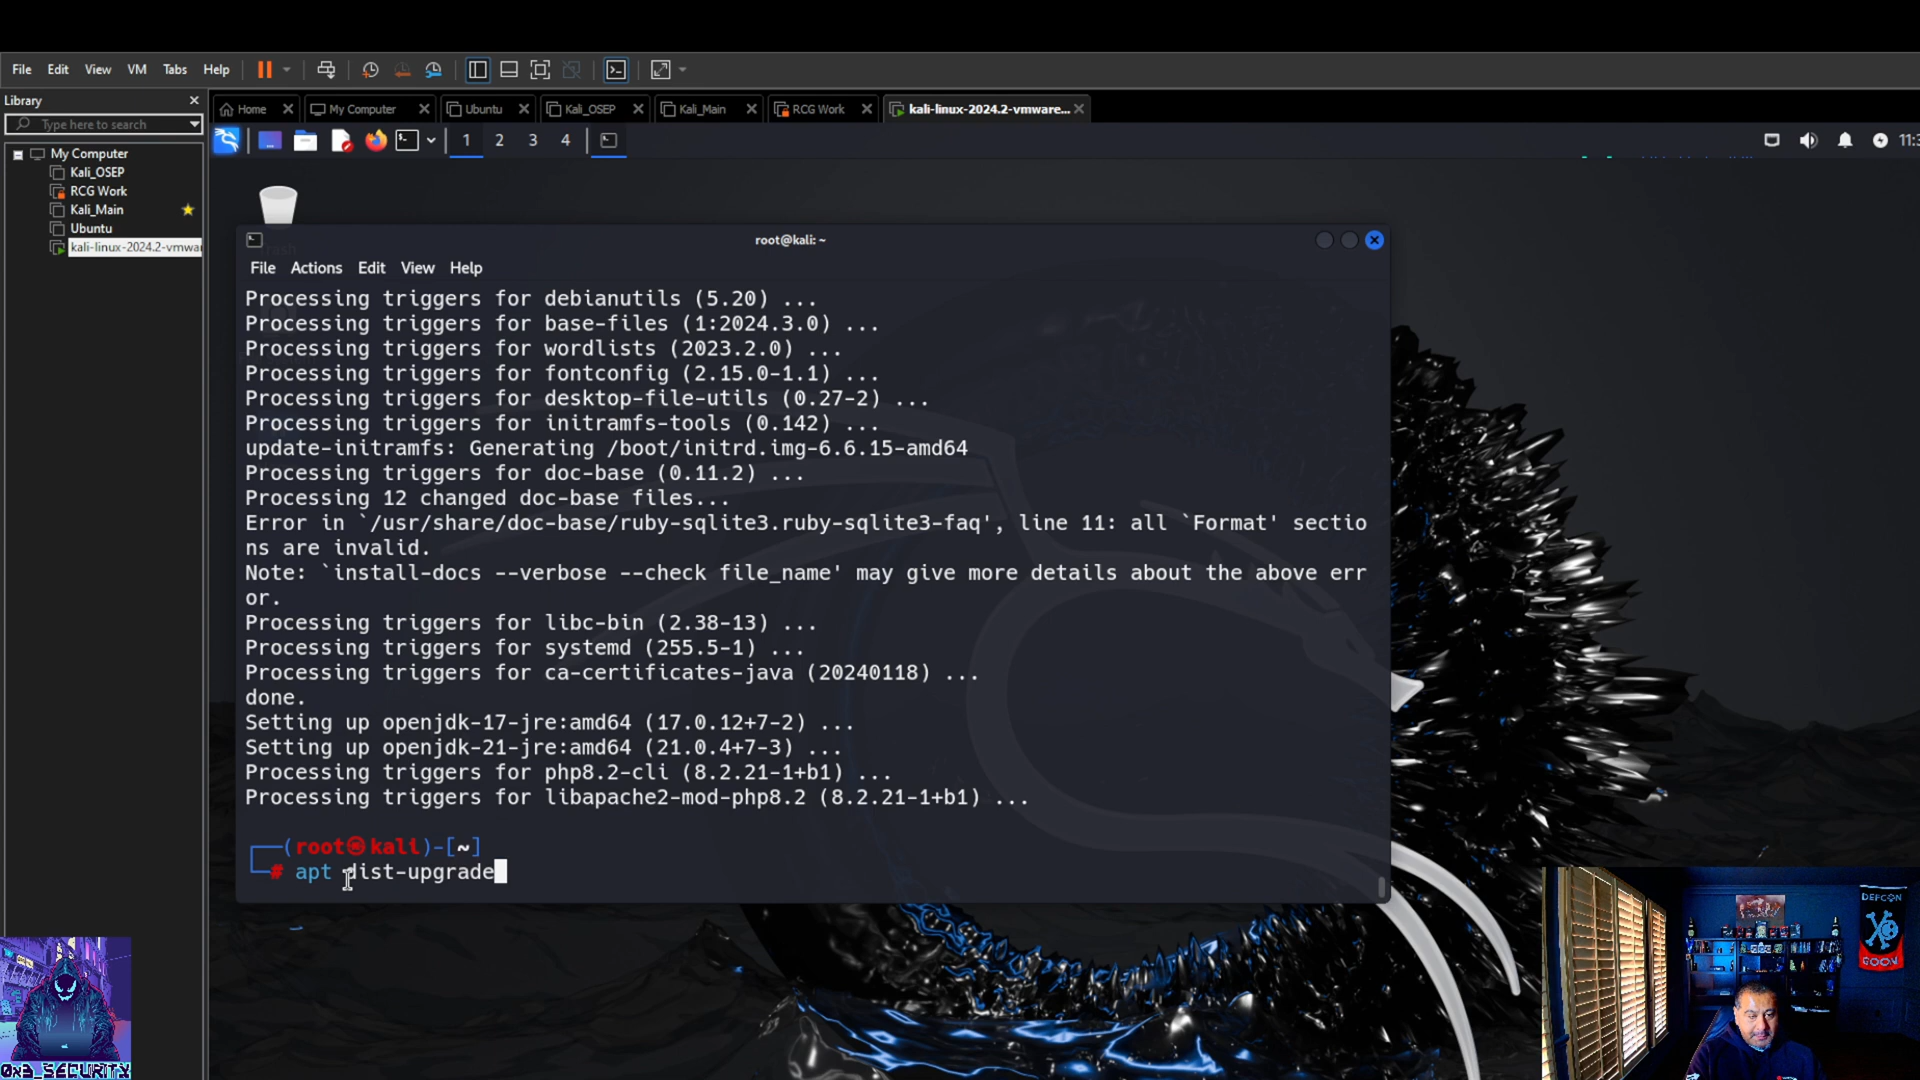 File Edit View VM Tabs Help
Library
Type here to search
Home
My Computer
Ubuntu
Kali_OSEP
Kali_Main
RCG Work
kali-linux-2024.2-vmware...
My Computer
Kali_OSEP
RCG Work
Kali_Main
Ubuntu
kali-linux-2024.2-vmwar
1 2 3 4
11:3
root@kali: ~
File Actions Edit View Help
Processing triggers for debianutils (5.20) ...
Processing triggers for base-files (1:2024.3.0) ...
Processing triggers for wordlists (2023.2.0) ...
Processing triggers for fontconfig (2.15.0-1.1) ...
Processing triggers for desktop-file-utils (0.27-2) ...
Processing triggers for initramfs-tools (0.142) ...
update-initramfs: Generating /boot/initrd.img-6.6.15-amd64
Processing triggers for doc-base (0.11.2) ...
Processing 12 changed doc-base files...
Error in `/usr/share/doc-base/ruby-sqlite3.ruby-sqlite3-faq', line 11: all `Format' sectio
ns are invalid.
Note: `install-docs --verbose --check file_name' may give more details about the above err
or.
Processing triggers for libc-bin (2.38-13) ...
Processing triggers for systemd (255.5-1) ...
Processing triggers for ca-certificates-java (20240118) ...
done.
Setting up openjdk-17-jre:amd64 (17.0.12+7-2) ...
Setting up openjdk-21-jre:amd64 (21.0.4+7-3) ...
Processing triggers for php8.2-cli (8.2.21-1+b1) ...
Processing triggers for libapache2-mod-php8.2 (8.2.21-1+b1) ...
(root㉿kali)-[~]
# apt dist-upgrade
DEFCON
GOON
0x3_SECURITY